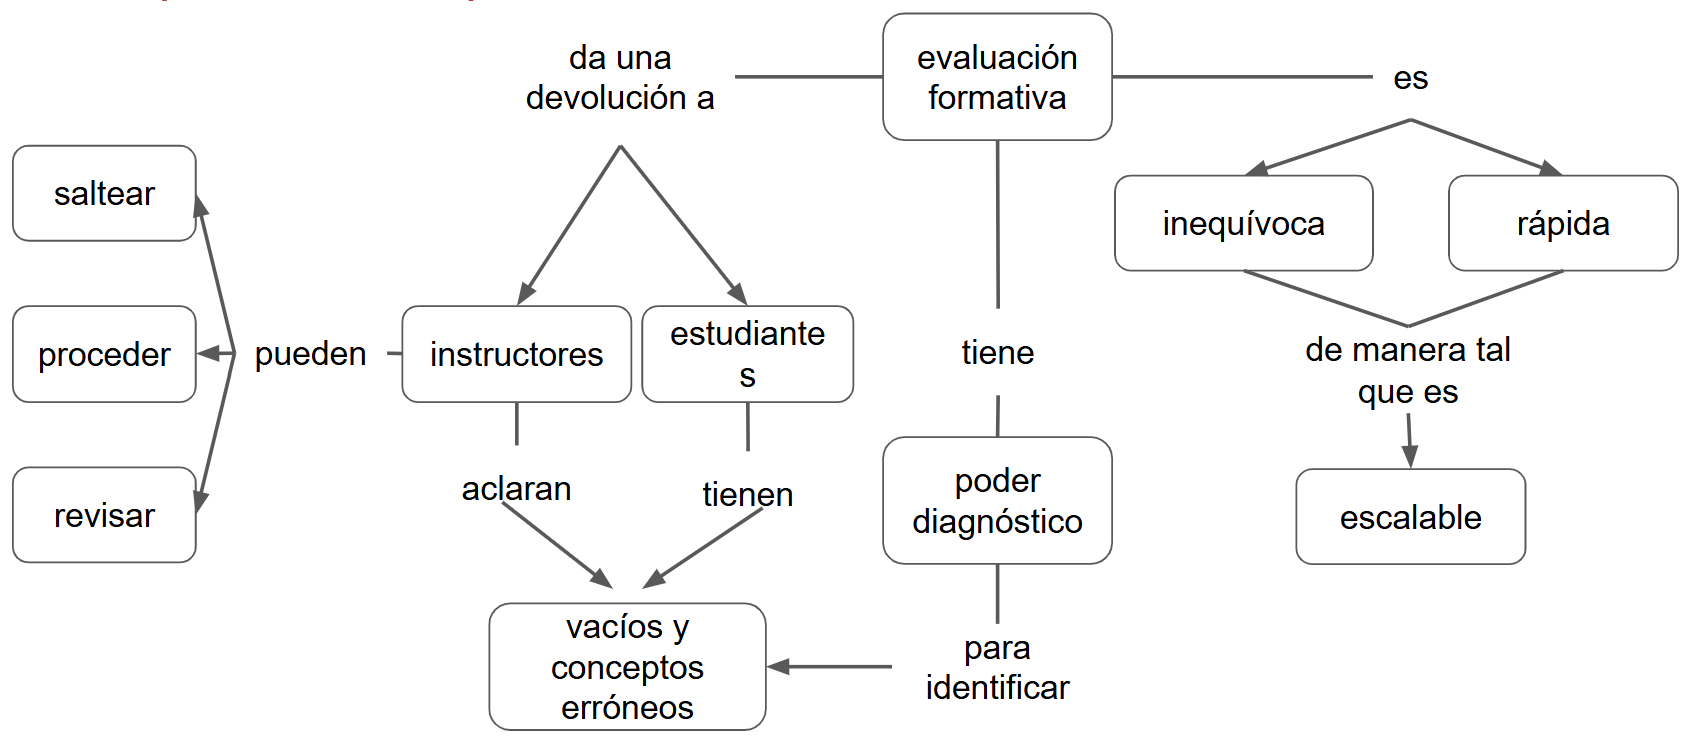 da una
devolución a
evaluación
formativa
es
saltear
inequívoca
rápida
proceder
pueden
instructores
estudiante
s
tiene
de manera tal
que es
revisar
aclaran
tienen
poder
diagnóstico
escalable
vacíos y
conceptos
erróneos
para
identificar